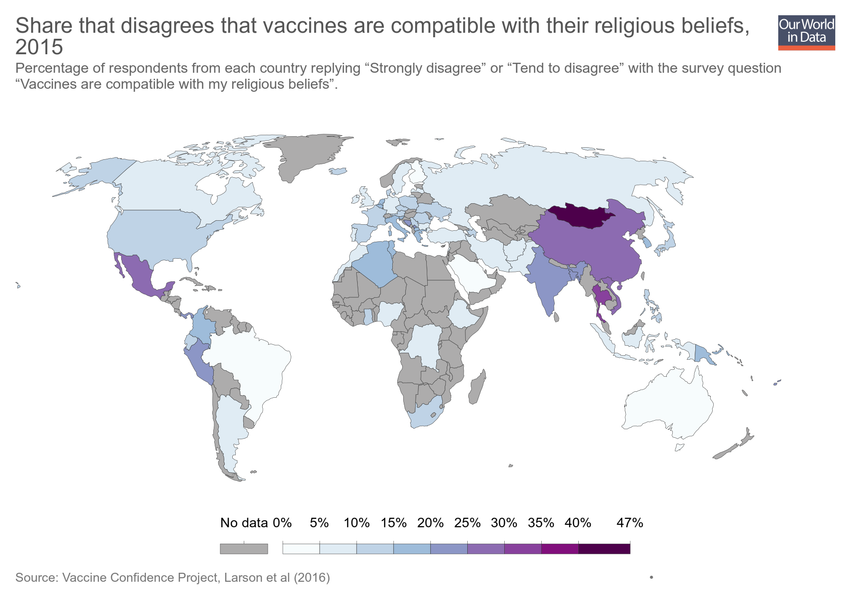 Share that disagrees that vaccines are compatible with their religious beliefs,
2015
Our World
in Data
Percentage of respondents from each country replying “Strongly disagree” or “Tend to disagree” with the survey question
“Vaccines are compatible with my religious beliefs”.
No data 0% 5% 10% 15% 20% 25% 30% 35% 40% 47%
Source: Vaccine Confidence Project, Larson et al (2016)